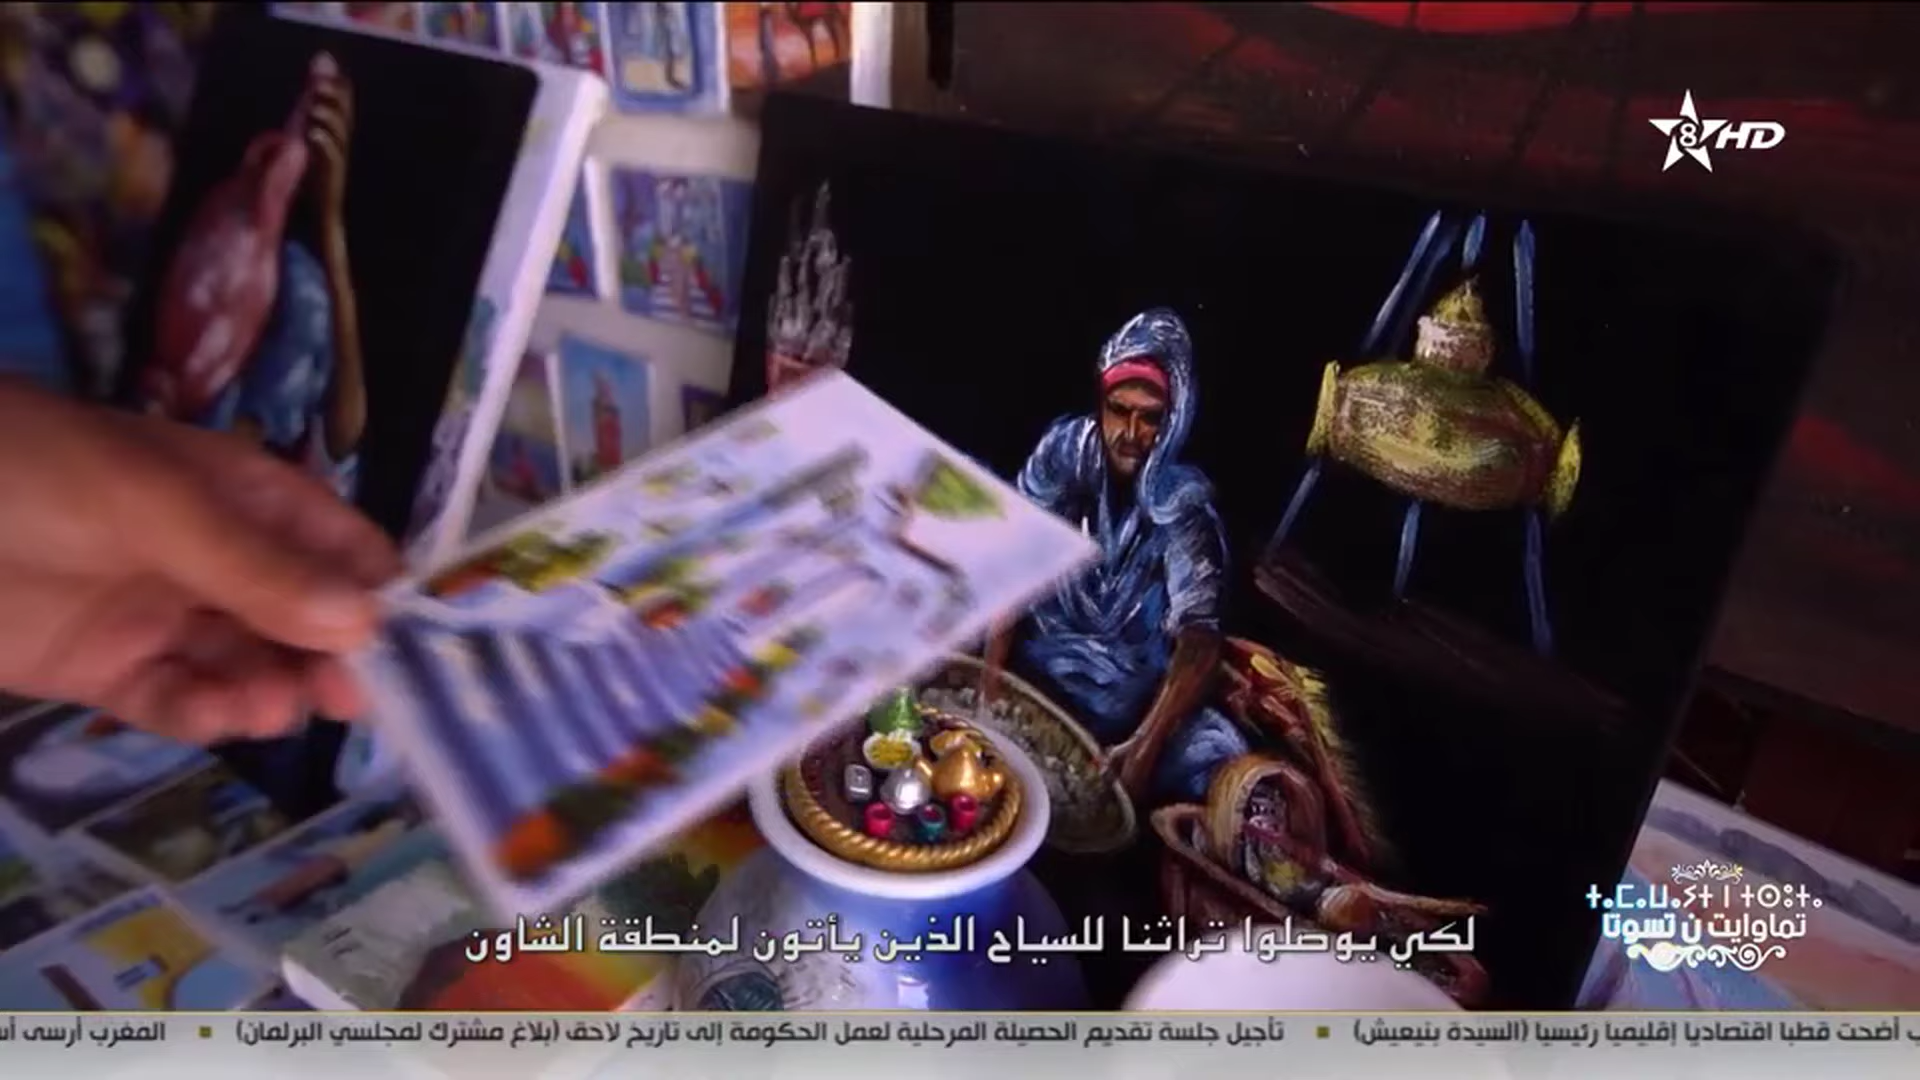 8 HD
ⵜⴰⵎⴰⵡⴰⵢⵜ ⵏ ⵜⵙⵓⵜⴰ
تماوايت ن تسوتا
لكي يوصلوا تراثنا للسياح الذين يأتون لمنطقة الشاون
أضحت قطبا اقتصاديا إقليميا رئيسيا (السيدة بنيعيش) ▪ تأجيل جلسة تقديم الحصيلة المرحلية لعمل الحكومة إلى تاريخ لاحق (بلاغ مشترك لمجلسي البرلمان) ▪ المغرب أرسى